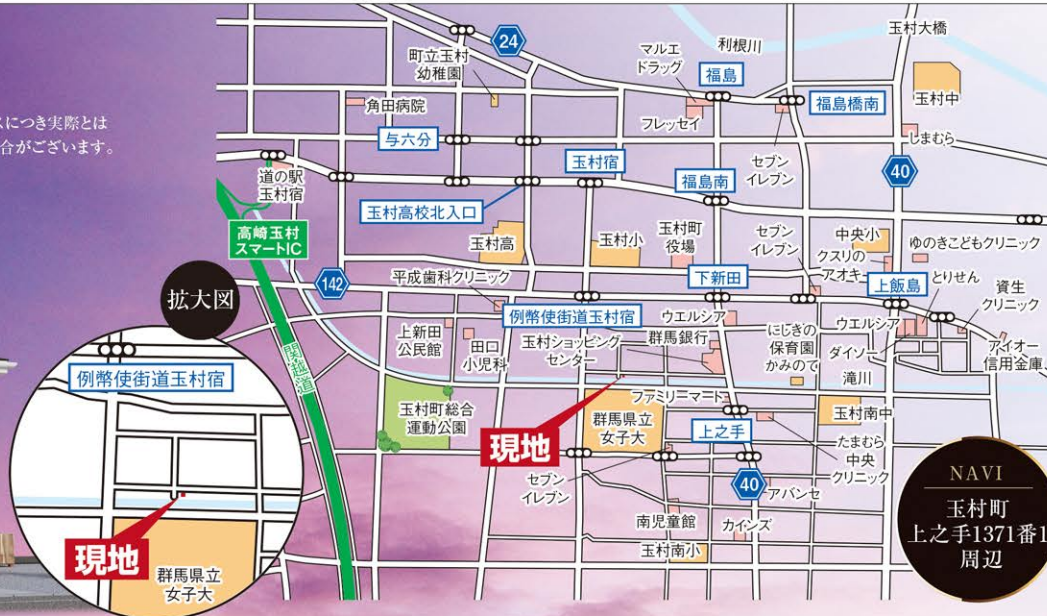 スにつき実際とは
合がございます。
24
町立玉村
幼稚園
マルエ
ドラッグ
利根川
玉村大橋
福島
角田病院
フレッセイ
福島橋南
玉村中
与六分
セブン
イレブン
しまむら
40
道の駅
玉村宿
玉村宿
福島南
玉村高校北入口
高崎玉村
スマートIC
玉村高
玉村小
玉村町
役場
セブン
イレブン
中央小
クスリの
アオキ
ゆのきこどもクリニック
142
平成歯科クリニック
下新田
上飯島
とりせん
資生
クリニック
拡大図
例幣使街道玉村宿
ウエルシア
上新田
公民館
田口
小児科
玉村ショッピング
センター
群馬銀行
にしきの
保育園
かみのて
ウエルシア
ダイソー
アイオー
信用金庫
滝川
関越道
例幣使街道玉村宿
玉村町総合
運動公園
現地
群馬県立
女子大
ファミリーマート
上之手
玉村南中
たまむら
中央
クリニック
セブン
イレブン
40
アバンセ
南児童館
カインズ
玉村南小
現地
群馬県立
女子大
NAVI
玉村町
上之手1371番1
周辺